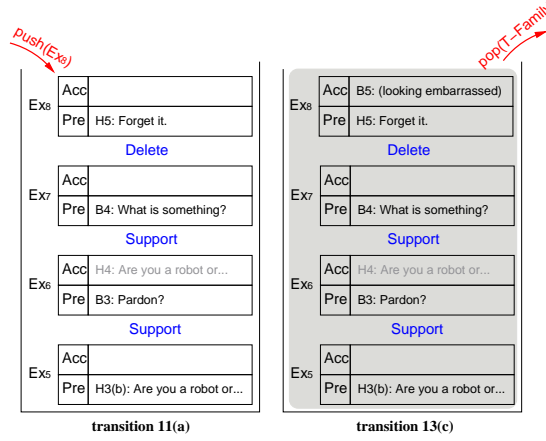 push(Ex8)
Ex8
Acc
Pre H5: Forget it.
Delete
Ex7
Acc
Pre B4: What is something?
Support
Ex6
Acc H4: Are you a robot or...
Pre B3: Pardon?
Support
Ex5
Acc
Pre H3(b): Are you a robot or...
transition 11(a)
pop(T–Family
Ex8
Acc B5: (looking embarrassed)
Pre H5: Forget it.
Delete
Ex7
Acc
Pre B4: What is something?
Support
Ex6
Acc H4: Are you a robot or...
Pre B3: Pardon?
Support
Ex5
Acc
Pre H3(b): Are you a robot or...
transition 13(c)